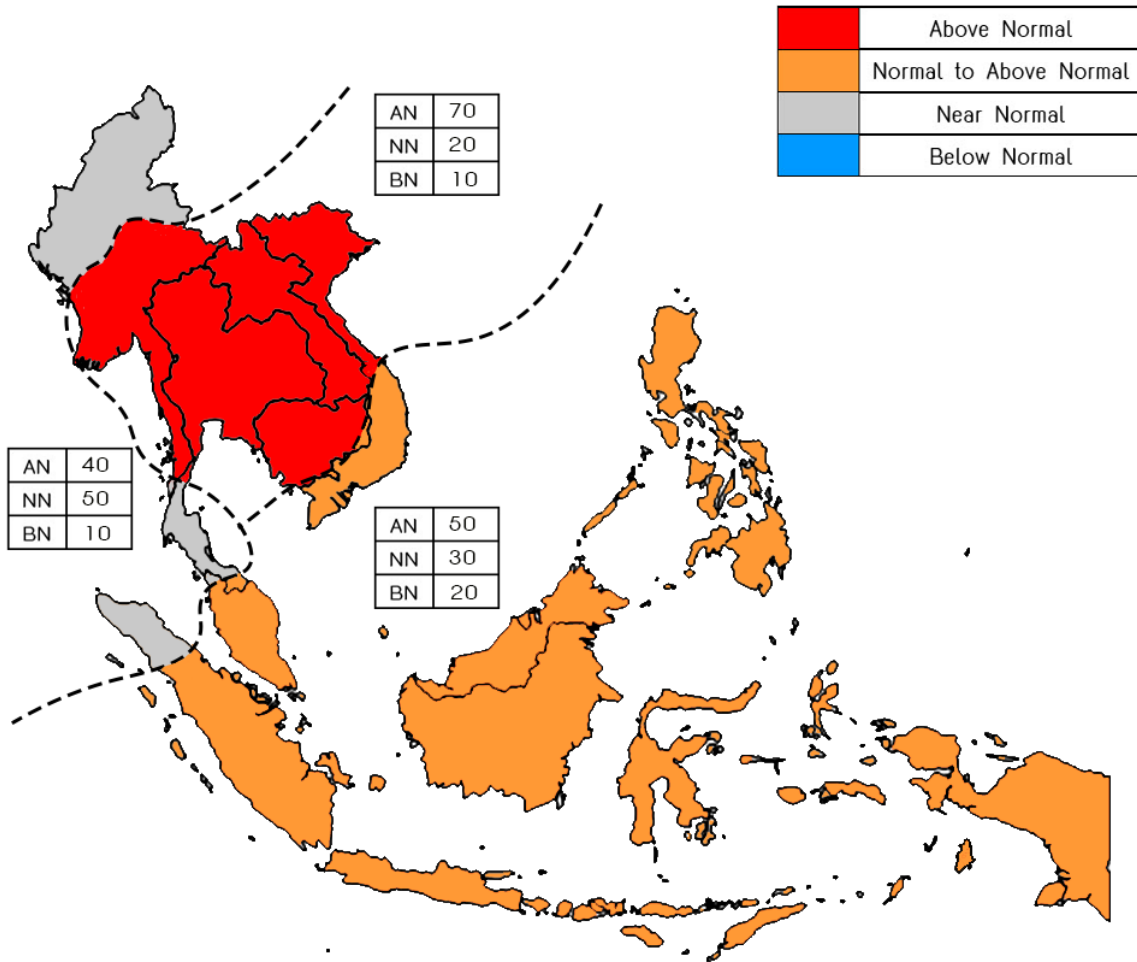 Above Normal
Normal to Above Normal
Near Normal
Below Normal
AN 70
NN 20
BN 10
AN 40
NN 50
BN 10
AN 50
NN 30
BN 20